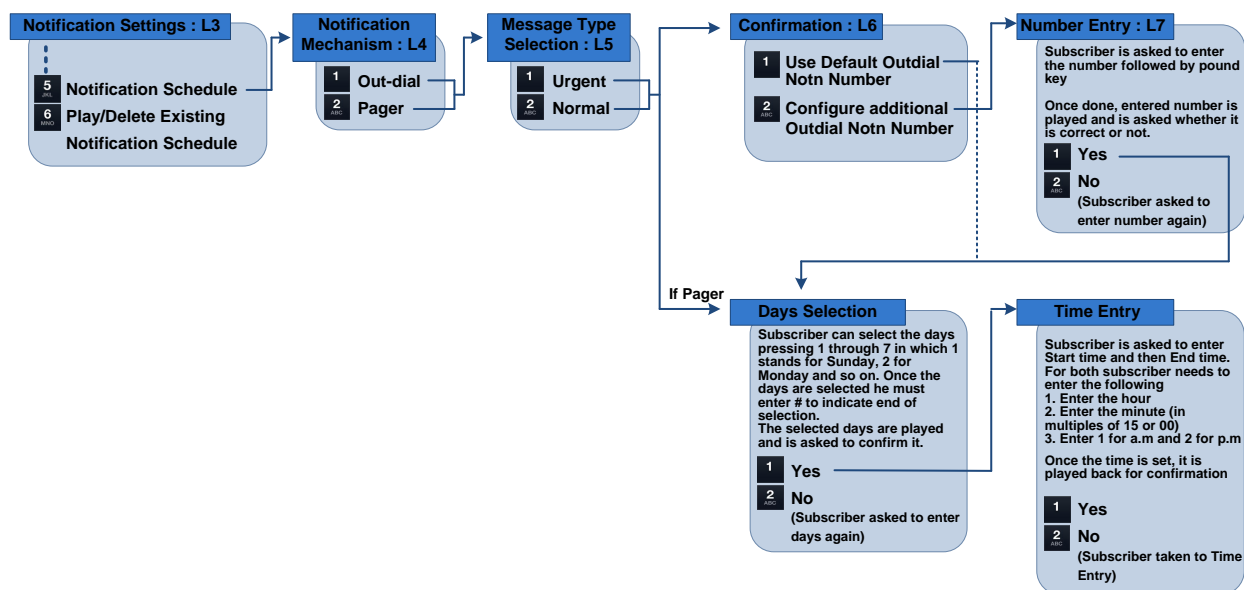 Notification Settings : L3
5
JKL
Notification Schedule
6
MNO
Play/Delete Existing
Notification Schedule
Notification
Mechanism : L4
1
Out-dial
2
ABC
Pager
Message Type
Selection : L5
1
Urgent
2
ABC
Normal
Confirmation : L6
1
Use Default Outdial
Notn Number
2
ABC
Configure additional
Outdial Notn Number
Number Entry : L7
Subscriber is asked to enter
the number followed by pound
key
Once done, entered number is
played and is asked whether it
is correct or not.
1
Yes
2
ABC
No
(Subscriber asked to
enter number again)
If Pager
Days Selection
Subscriber can select the days
pressing 1 through 7 in which 1
stands for Sunday, 2 for
Monday and so on. Once the
days are selected he must
enter # to indicate end of
selection.
The selected days are played
and is asked to confirm it.
1
Yes
2
ABC
No
(Subscriber asked to enter
days again)
Time Entry
Subscriber is asked to enter
Start time and then End time.
For both subscriber needs to
enter the following
1. Enter the hour
2. Enter the minute (in
multiples of 15 or 00)
3. Enter 1 for a.m and 2 for p.m
Once the time is set, it is
played back for confirmation
1
Yes
2
ABC
No
(Subscriber taken to Time
Entry)